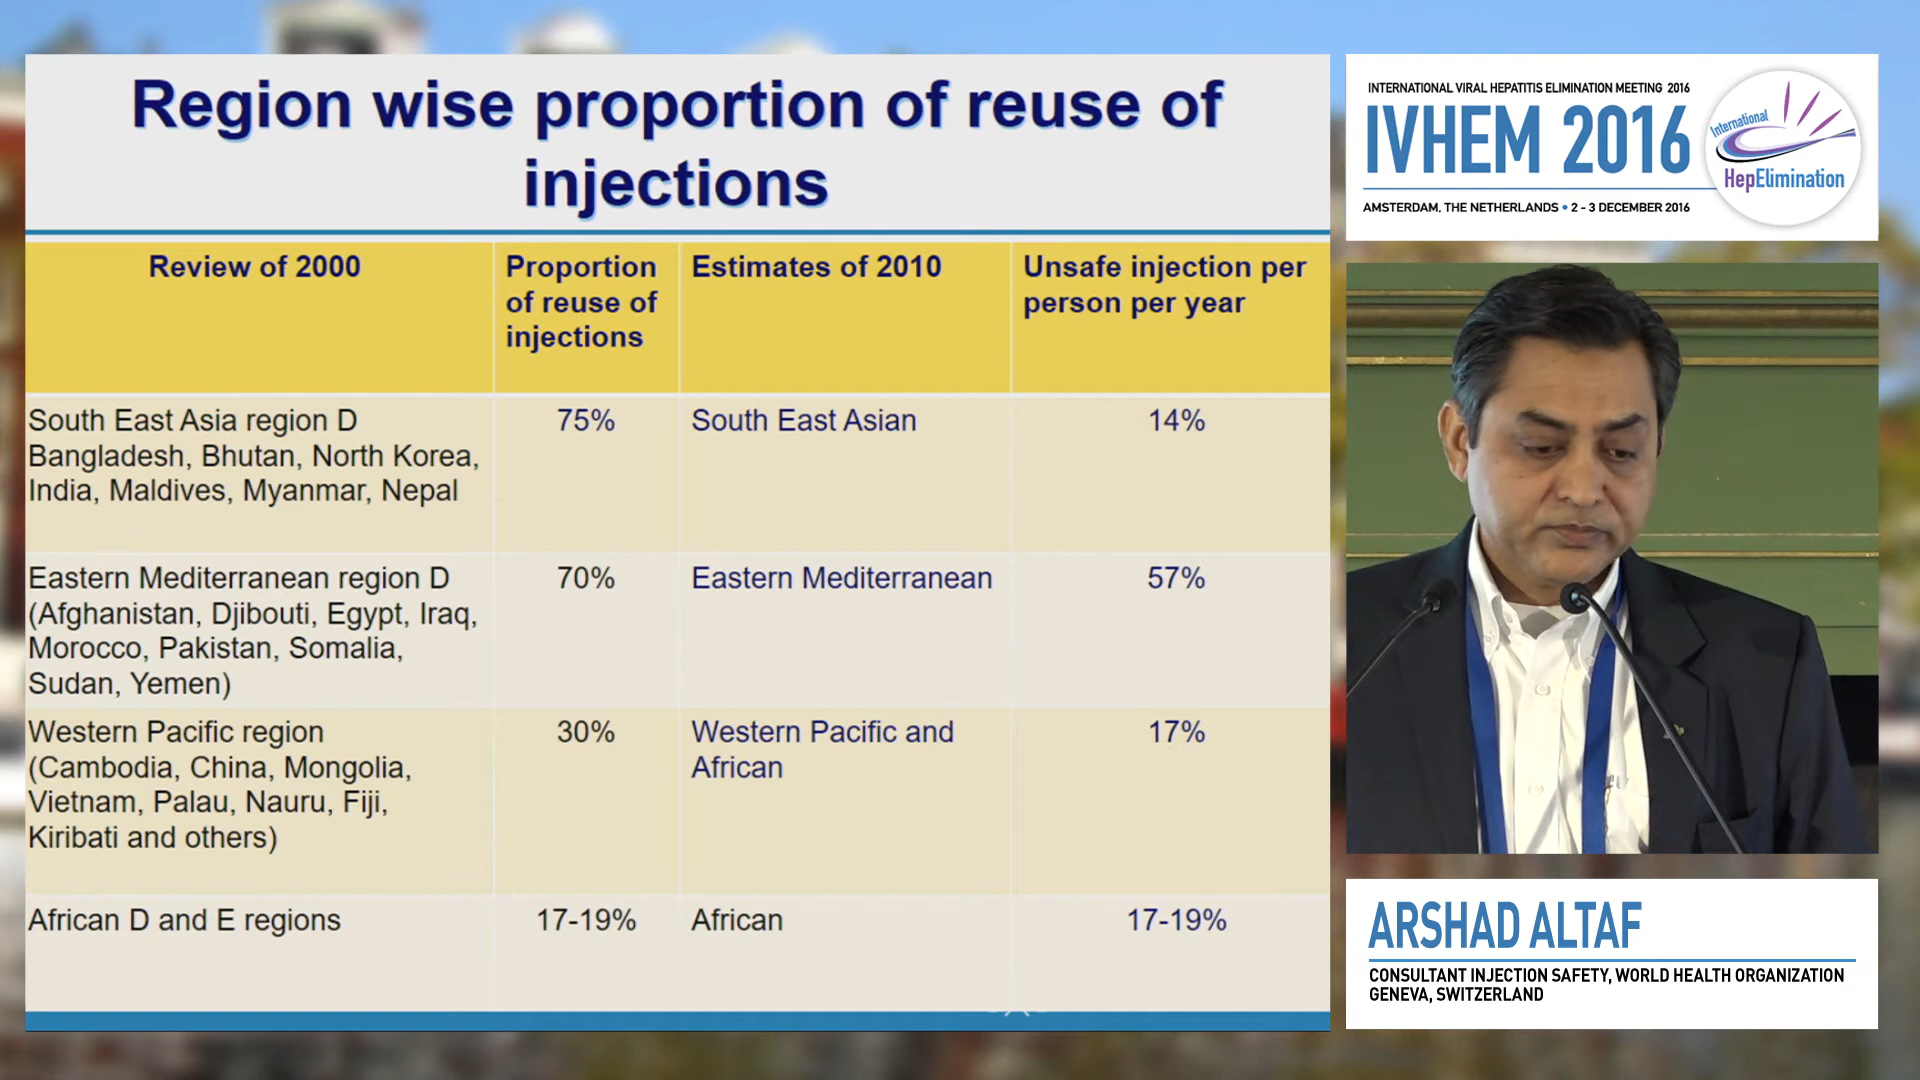 Region wise proportion of reuse of
injections
Review of 2000
Proportion
of reuse of
injections
Estimates of 2010
Unsafe injection per
person per year
South East Asia region D
Bangladesh, Bhutan, North Korea,
India, Maldives, Myanmar, Nepal
75%
South East Asian
14%
Eastern Mediterranean region D
(Afghanistan, Djibouti, Egypt, Iraq,
Morocco, Pakistan, Somalia,
Sudan, Yemen)
70%
Eastern Mediterranean
57%
Western Pacific region
(Cambodia, China, Mongolia,
Vietnam, Palau, Nauru, Fiji,
Kiribati and others)
30%
Western Pacific and
African
17%
African D and E regions
17-19%
African
17-19%
INTERNATIONAL VIRAL HEPATITIS ELIMINATION MEETING 2016
IVHEM 2016
AMSTERDAM, THE NETHERLANDS • 2 - 3 DECEMBER 2016
International
HepElimination
ARSHAD ALTAF
CONSULTANT INJECTION SAFETY, WORLD HEALTH ORGANIZATION
GENEVA, SWITZERLAND